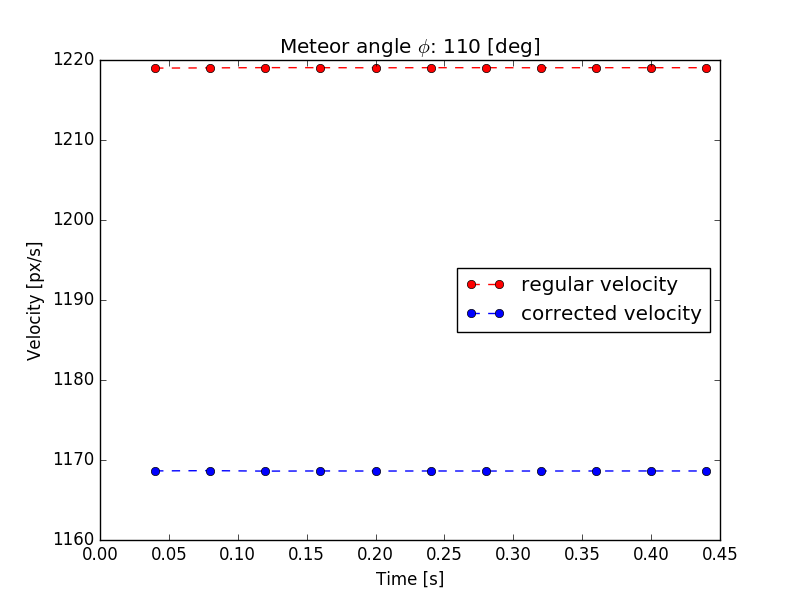 Meteor angle ϕ: 110 [deg]
1220
1210
1200
1190
1180
1170
1160
Velocity [px/s]
regular velocity
corrected velocity
0.00 0.05 0.10 0.15 0.20 0.25 0.30 0.35 0.40 0.45
Time [s]